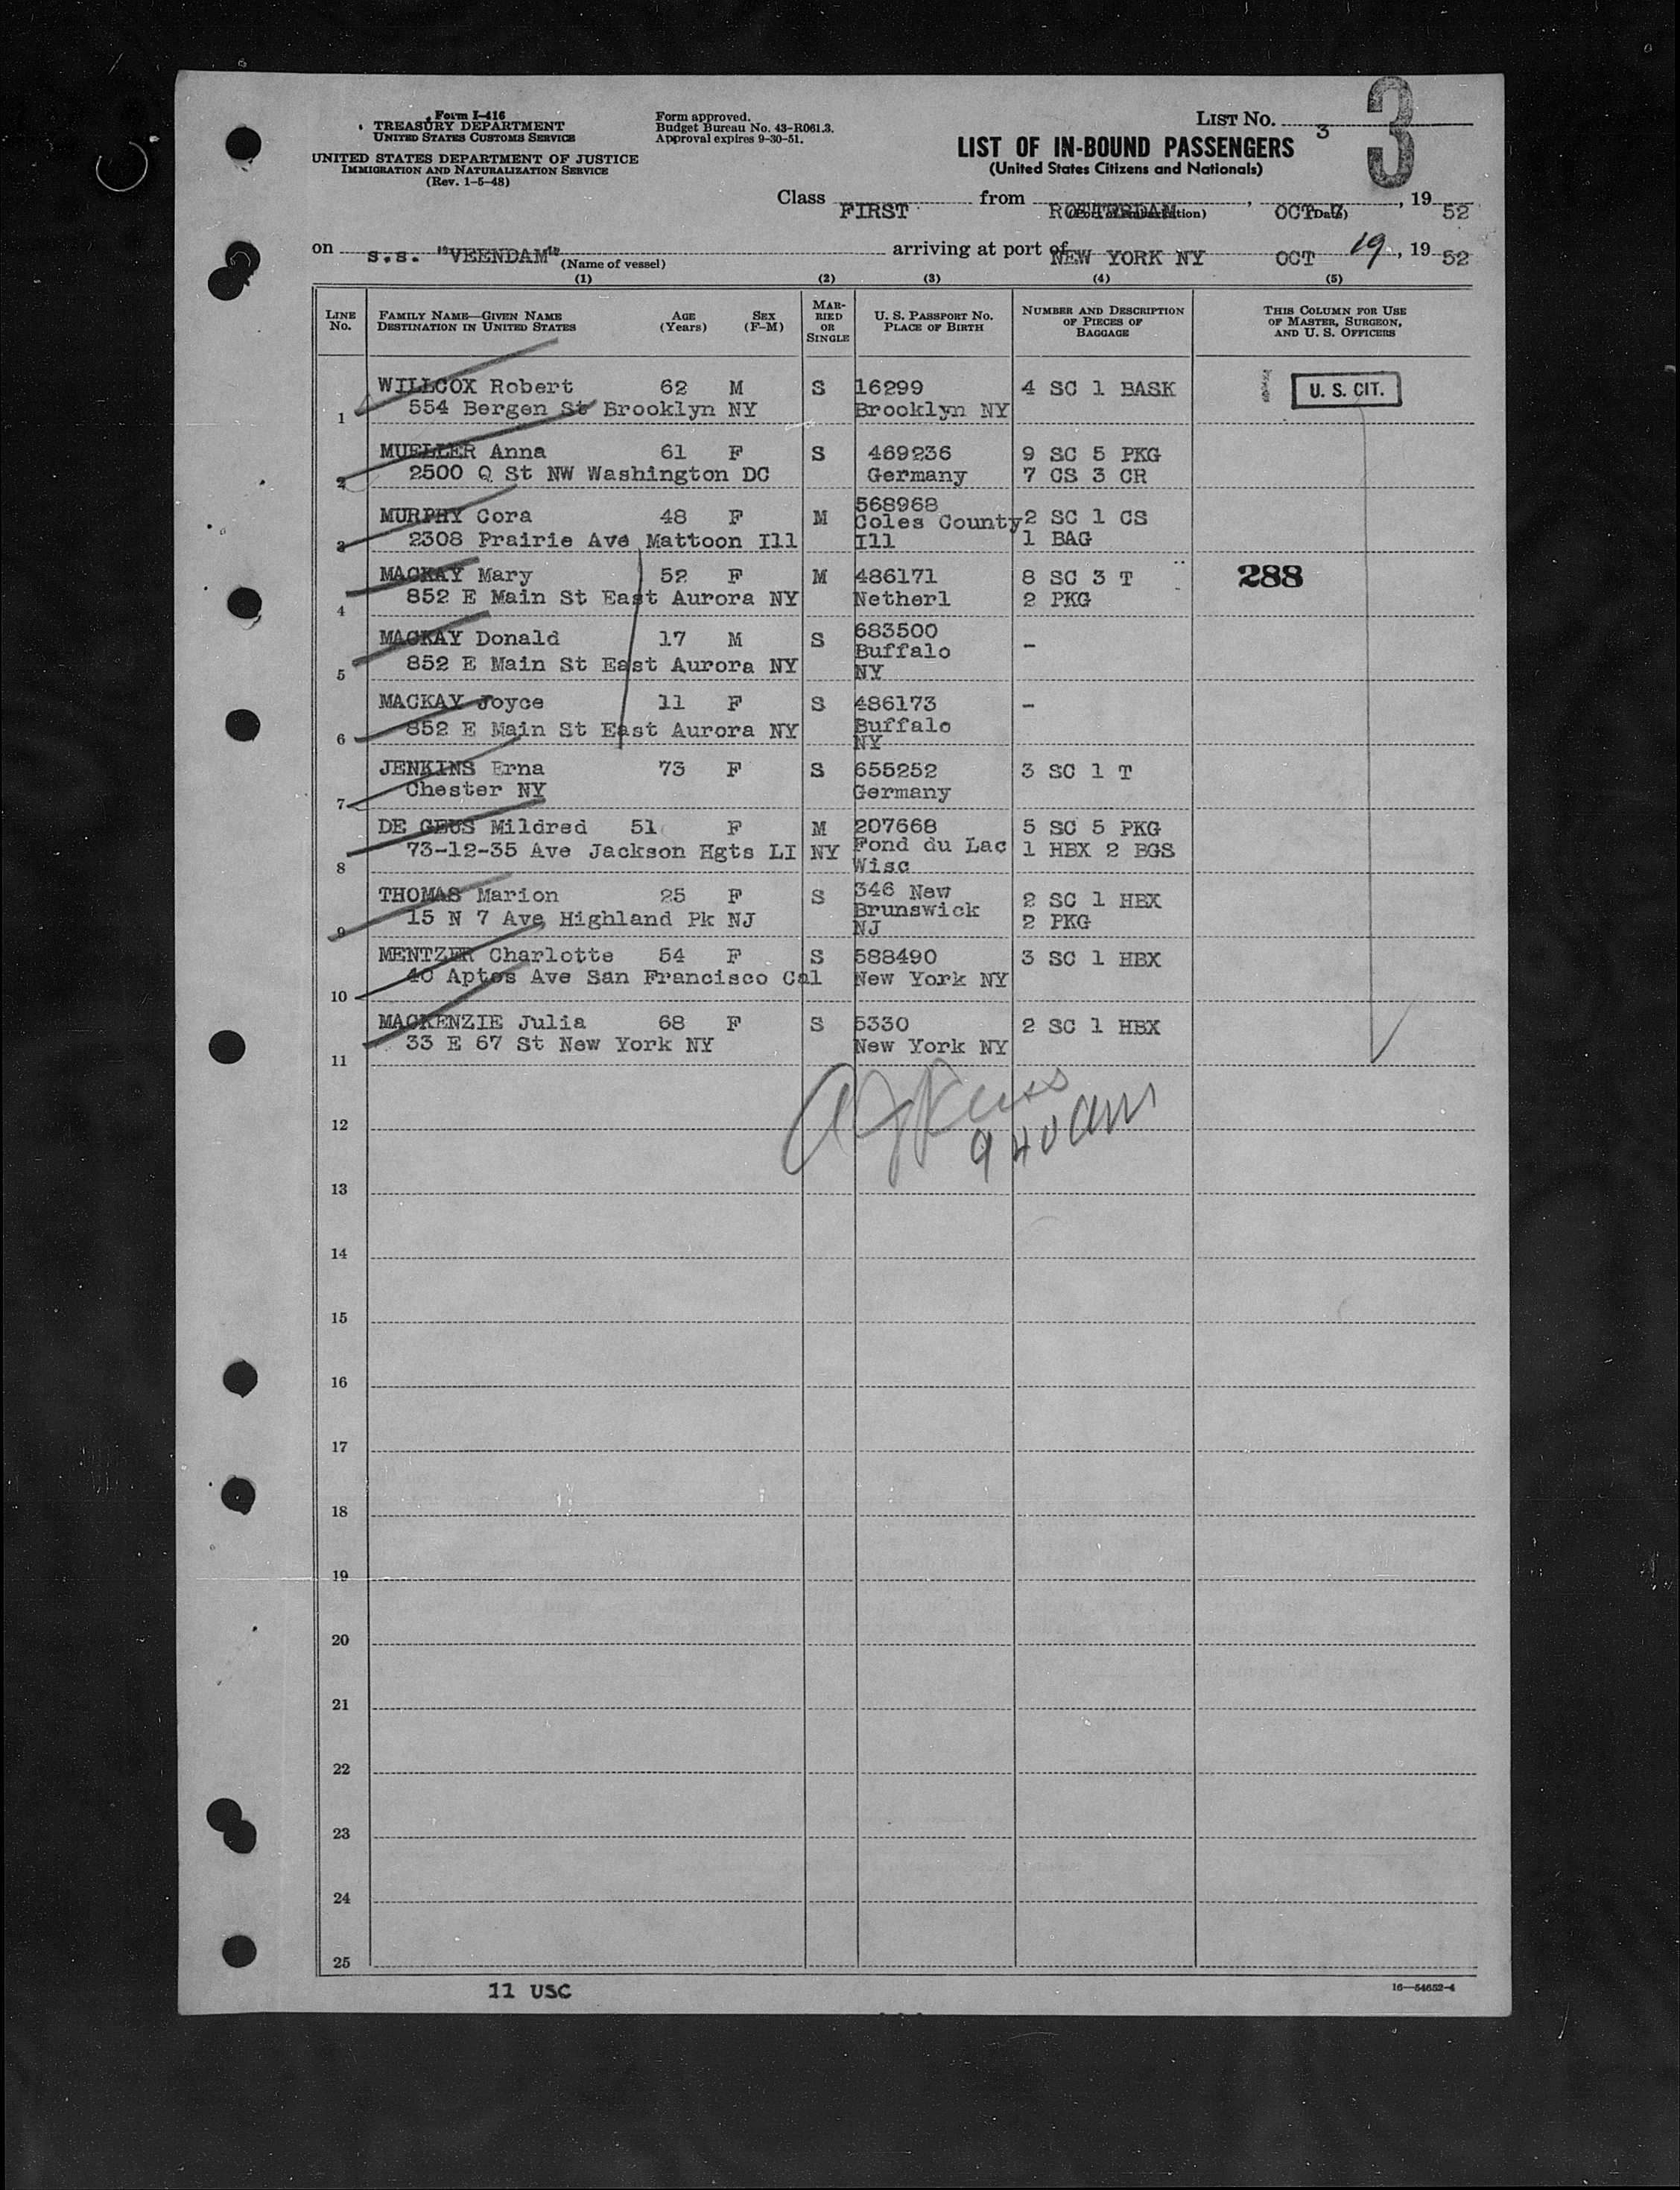 Form I-416
TREASURY DEPARTMENT
UNITED STATES CUSTOMS SERVICE
UNITED STATES DEPARTMENT OF JUSTICE
IMMIGRATION AND NATURALIZATION SERVICE
(Rev. 1-5-48)
Form approved.
Budget Bureau No. 43-R061.3.
Approval expires 9-30-51.
LIST NO. 3
3
LIST OF IN-BOUND PASSENGERS
(United States Citizens and Nationals)
Class FIRST from ROTTERDAM, OCT 7, 19 52
(Port of embarkation) (Date)
on s.s. "VEENDAM" arriving at port of NEW YORK NY OCT 19, 19 52
(Name of vessel)
(1) (2) (3) (4) (5)
LINE NO. FAMILY NAME—GIVEN NAME DESTINATION IN UNITED STATES AGE (Years) SEX (F-M) MARRIED OR SINGLE U. S. PASSPORT NO. PLACE OF BIRTH NUMBER AND DESCRIPTION OF PIECES OF BAGGAGE THIS COLUMN FOR USE OF MASTER, SURGEON, AND U. S. OFFICERS
WILLCOX Robert 62 M S 16299 4 SC 1 BASK U. S. CIT.
1 554 Bergen St Brooklyn NY Brooklyn NY
MUELLER Anna 61 F S 469236 9 SC 5 PKG
2 2500 Q St NW Washington DC Germany 7 CS 3 CR
568968
MURPHY Cora 48 F M Coles County 2 SC 1 CS
3 2308 Prairie Ave Mattoon Ill Ill 1 BAG
MACKAY Mary 52 F M 486171 8 SC 3 T 288
4 852 E Main St East Aurora NY Netherl 2 PKG
MACKAY Donald 17 M S 683500 -
Buffalo
5 852 E Main St East Aurora NY NY
MACKAY Joyce 11 F S 486173 -
Buffalo
6 852 E Main St East Aurora NY NY
JENKINS Erna 73 F S 655252 3 SC 1 T
7 Chester NY Germany
DE GEUS Mildred 51 F M 207668 5 SC 5 PKG
73-12-35 Ave Jackson Hgts LI NY Fond du Lac 1 HBX 2 BGS
8 Wisc
THOMAS Marion 25 F S 346 New 2 SC 1 HBX
15 N 7 Ave Highland Pk NJ Brunswick 2 PKG
9 NJ
MENTZER Charlotte 54 F S 588490 3 SC 1 HBX
10 40 Aptos Ave San Francisco Cal New York NY
MACKENZIE Julia 68 F S 5330 2 SC 1 HBX
11 33 E 67 St New York NY New York NY
12
940 am
13
14
15
16
17
18
19
20
21
22
23
24
25
11 USC
16—54652-4